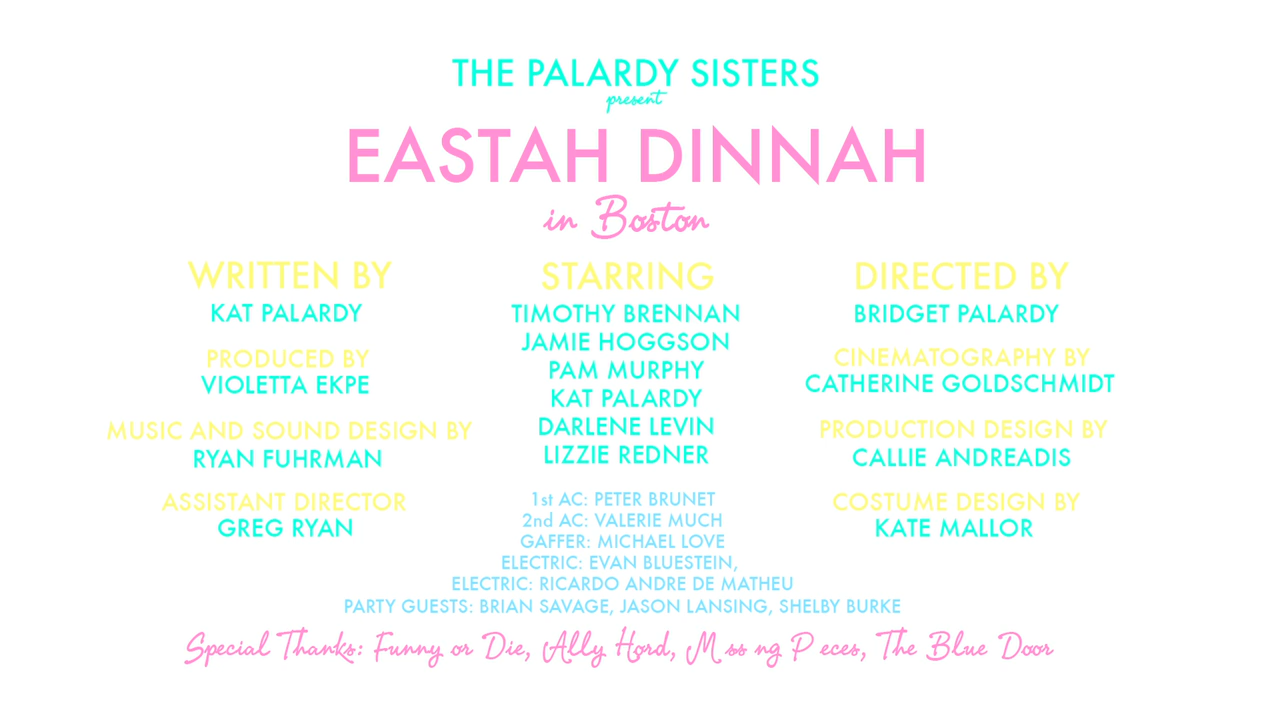 THE PALARDY SISTERS
present
EASTAH DINNAH
in Boston
WRITTEN BY
KAT PALARDY
PRODUCED BY
VIOLETTA EKPE
MUSIC AND SOUND DESIGN BY
RYAN FUHRMAN
ASSISTANT DIRECTOR
GREG RYAN
STARRING
TIMOTHY BRENNAN
JAMIE HOGGSON
PAM MURPHY
KAT PALARDY
DARLENE LEVIN
LIZZIE REDNER
1st AC: PETER BRUNET
2nd AC: VALERIE MUCH
GAFFER: MICHAEL LOVE
ELECTRIC: EVAN BLUESTEIN,
ELECTRIC: RICARDO ANDRE DE MATHEU
PARTY GUESTS: BRIAN SAVAGE, JASON LANSING, SHELBY BURKE
DIRECTED BY
BRIDGET PALARDY
CINEMATOGRAPHY BY
CATHERINE GOLDSCHMIDT
PRODUCTION DESIGN BY
CALLIE ANDREADIS
COSTUME DESIGN BY
KATE MALLOR
Special Thanks: Funny or Die, Ally Hord, M ss ng P eces, The Blue Door